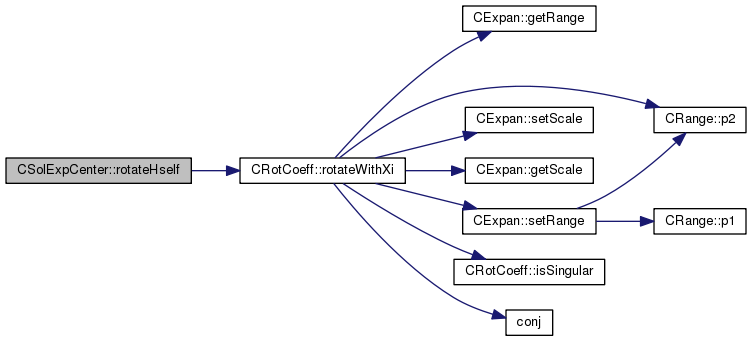 CExpan::getRange
CRange::p2
CExpan::setScale
CSolExpCenter::rotateHself
CRotCoeff::rotateWithXi
CExpan::getScale
CExpan::setRange
CRange::p1
CRotCoeff::isSingular
conj